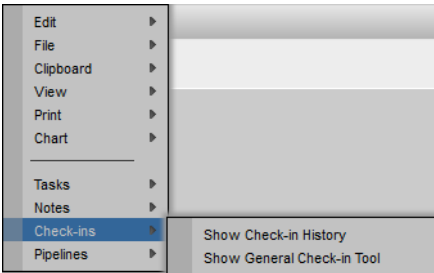 Edit
File
Clipboard
View
Print
Chart
Tasks
Notes
Check-ins
Show Check-in History
Pipelines
Show General Check-in Tool